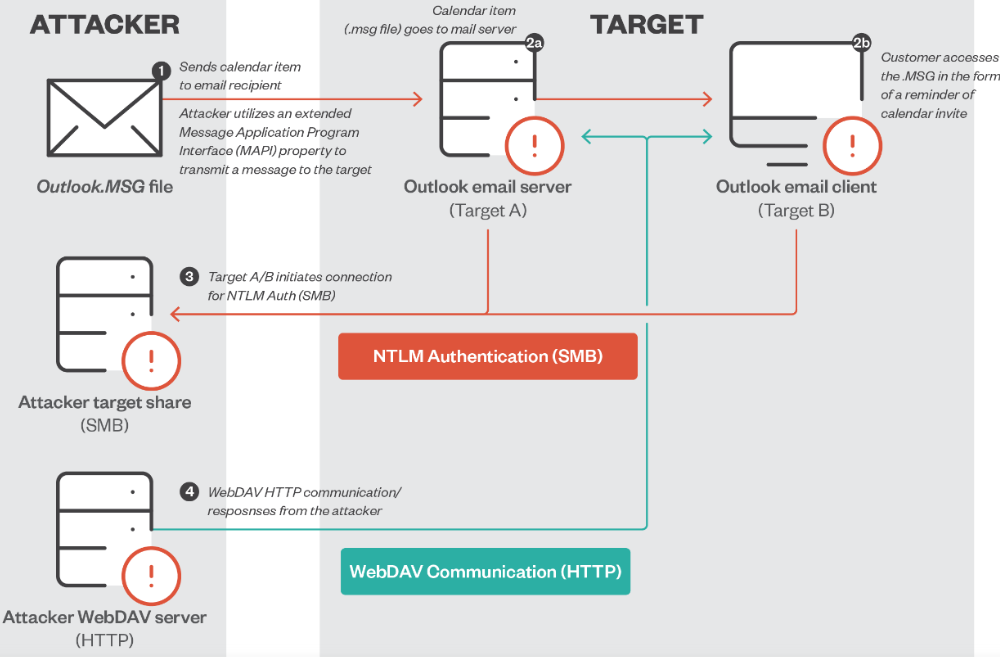 ATTACKER
TARGET
Calendar item
(.msg file) goes to mail server
1
Sends calendar item
to email recipient
Attacker utilizes an extended
Message Application Program
Interface (MAPI) property to
transmit a message to the target
Outlook.MSG file
2a
Outlook email server
(Target A)
2b
Customer accesses
the .MSG in the form
of a reminder of
calendar invite
Outlook email client
(Target B)
3
Target A/B initiates connection
for NTLM Auth (SMB)
NTLM Authentication (SMB)
Attacker target share
(SMB)
4
WebDAV HTTP communication/
resposnses from the attacker
WebDAV Communication (HTTP)
Attacker WebDAV server
(HTTP)